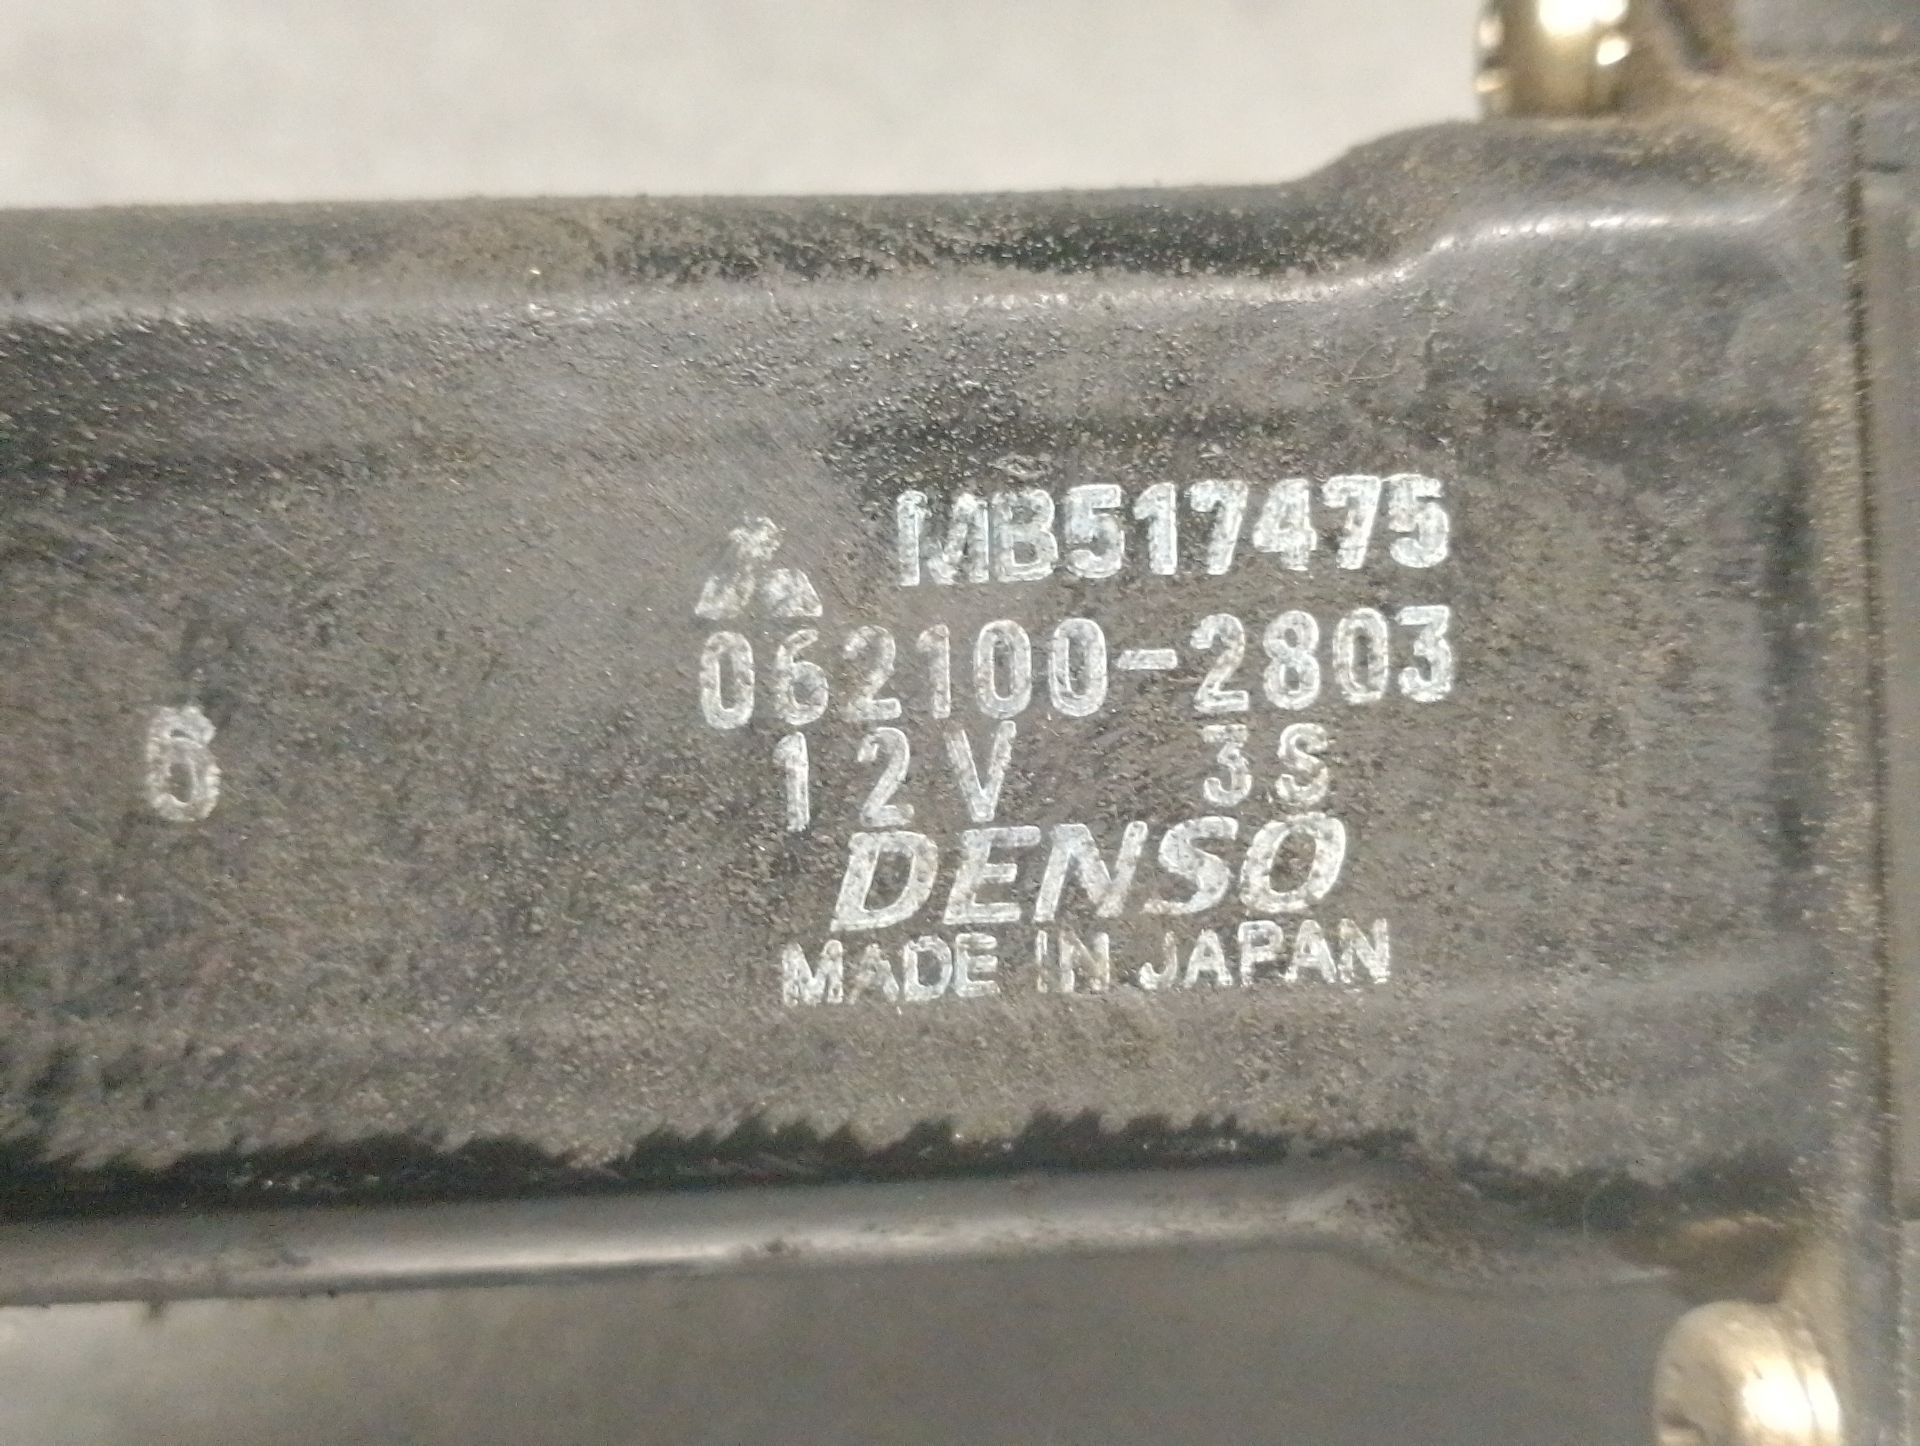 MB517475
062100-2803
6
12V 3S
DENSO
MADE IN JAPAN